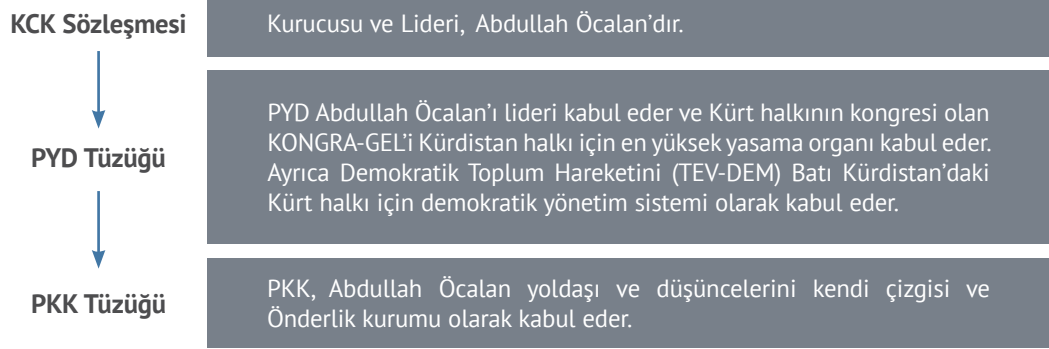 KCK Sözleşmesi
Kurucusu ve Lideri, Abdullah Öcalan’dır.
PYD Tüzüğü
PYD Abdullah Öcalan’ı lideri kabul eder ve Kürt halkının kongresi olan
KONGRA-GEL’i Kürdistan halkı için en yüksek yasama organı kabul eder.
Ayrıca Demokratik Toplum Hareketini (TEV-DEM) Batı Kürdistan’daki
Kürt halkı için demokratik yönetim sistemi olarak kabul eder.
PKK Tüzüğü
PKK, Abdullah Öcalan yoldaşı ve düşüncelerini kendi çizgisi ve
Önderlik kurumu olarak kabul eder.